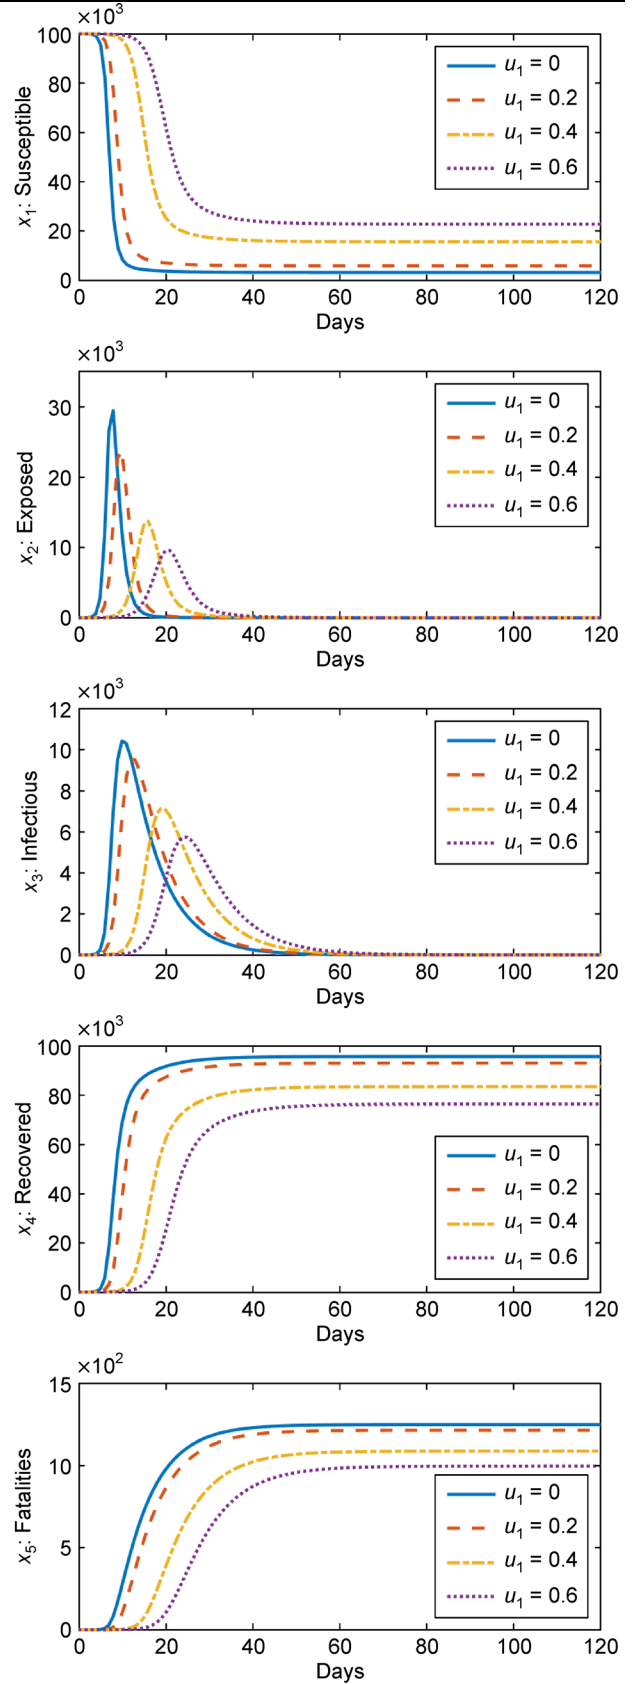 ×10³
100
80
60
40
20
0
x₁: Susceptible
u₁ = 0
u₁ = 0.2
u₁ = 0.4
u₁ = 0.6
0 20 40 60 80 100 120
Days
×10³
30
20
10
0
x₂: Exposed
u₁ = 0
u₁ = 0.2
u₁ = 0.4
u₁ = 0.6
0 20 40 60 80 100 120
Days
×10³
12
10
8
6
4
2
0
x₃: Infectious
u₁ = 0
u₁ = 0.2
u₁ = 0.4
u₁ = 0.6
0 20 40 60 80 100 120
Days
×10³
100
80
60
40
20
0
x₄: Recovered
u₁ = 0
u₁ = 0.2
u₁ = 0.4
u₁ = 0.6
0 20 40 60 80 100 120
Days
×10²
15
10
5
0
x₅: Fatalities
u₁ = 0
u₁ = 0.2
u₁ = 0.4
u₁ = 0.6
0 20 40 60 80 100 120
Days